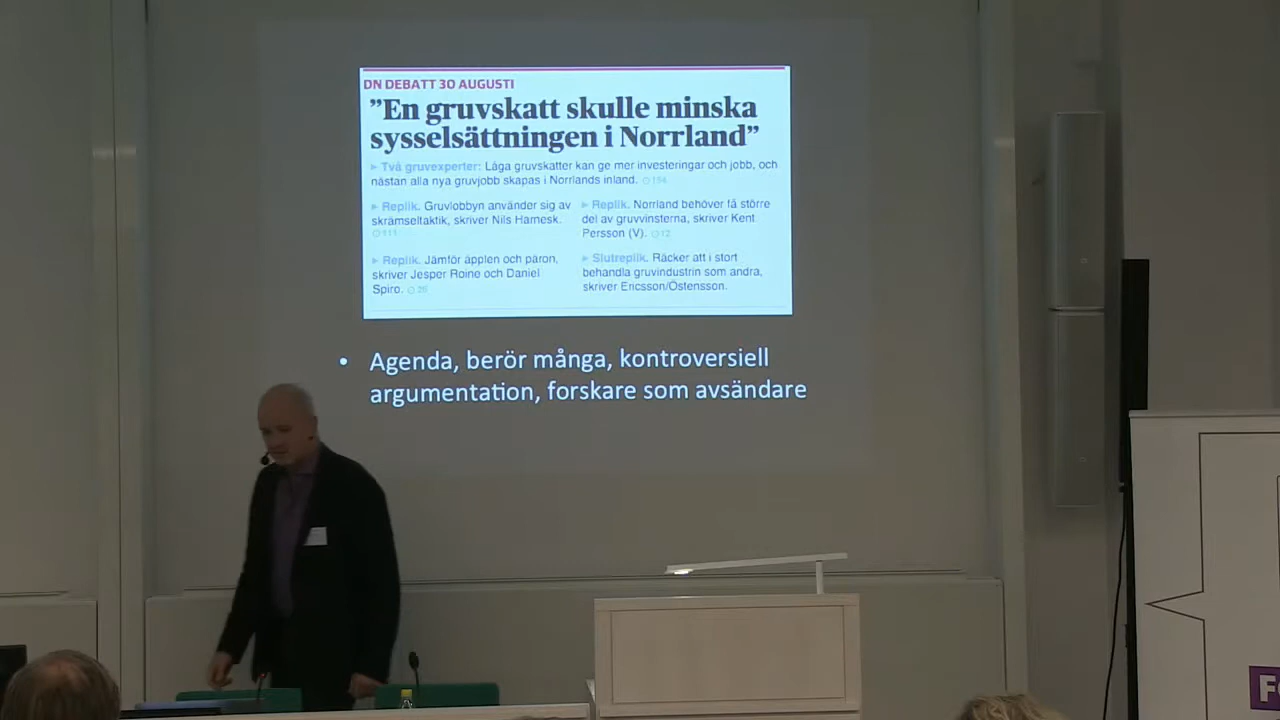 DN DEBATT 30 AUGUSTI
”En gruvskatt skulle minska
sysselsättningen i Norrland”
Två gruvexperter: Låga gruvskatter kan ge mer investeringar och jobb, och
nästan alla nya gruvjobb skapas i Norrlands inland. 154
Replik. Gruvlobbyn använder sig av
skrämseltaktik, skriver Nils Harnesk.
111
Replik. Norrland behöver få större
del av gruvvinsterna, skriver Kent
Persson (V). 12
Replik. Jämför äpplen och päron,
skriver Jesper Roine och Daniel
Spiro. 26
Slutreplik. Räcker att i stort
behandla gruvindustrin som andra,
skriver Ericsson/Östensson.
• Agenda, berör många, kontroversiell
argumentation, forskare som avsändare